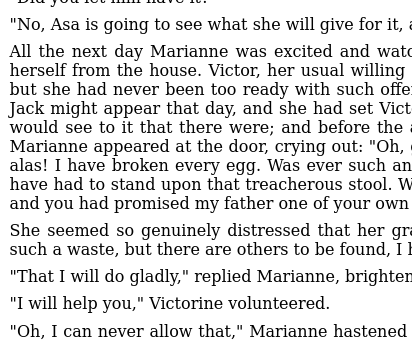 "Did you let him have it?"
"No, Asa is going to see what she will give for it, a
All the next day Marianne was excited and watc
herself from the house. Victor, her usual willing
but she had never been too ready with such offe
Jack might appear that day, and she had set Vict
would see to it that there were; and before the a
Marianne appeared at the door, crying out: "Oh, g
alas! I have broken every egg. Was ever such an
have had to stand upon that treacherous stool. W
and you had promised my father one of your own
She seemed so genuinely distressed that her gra
such a waste, but there are others to be found, I h
"That I will do gladly," replied Marianne, brighten
"I will help you," Victorine volunteered.
"Oh, I can never allow that," Marianne hastened